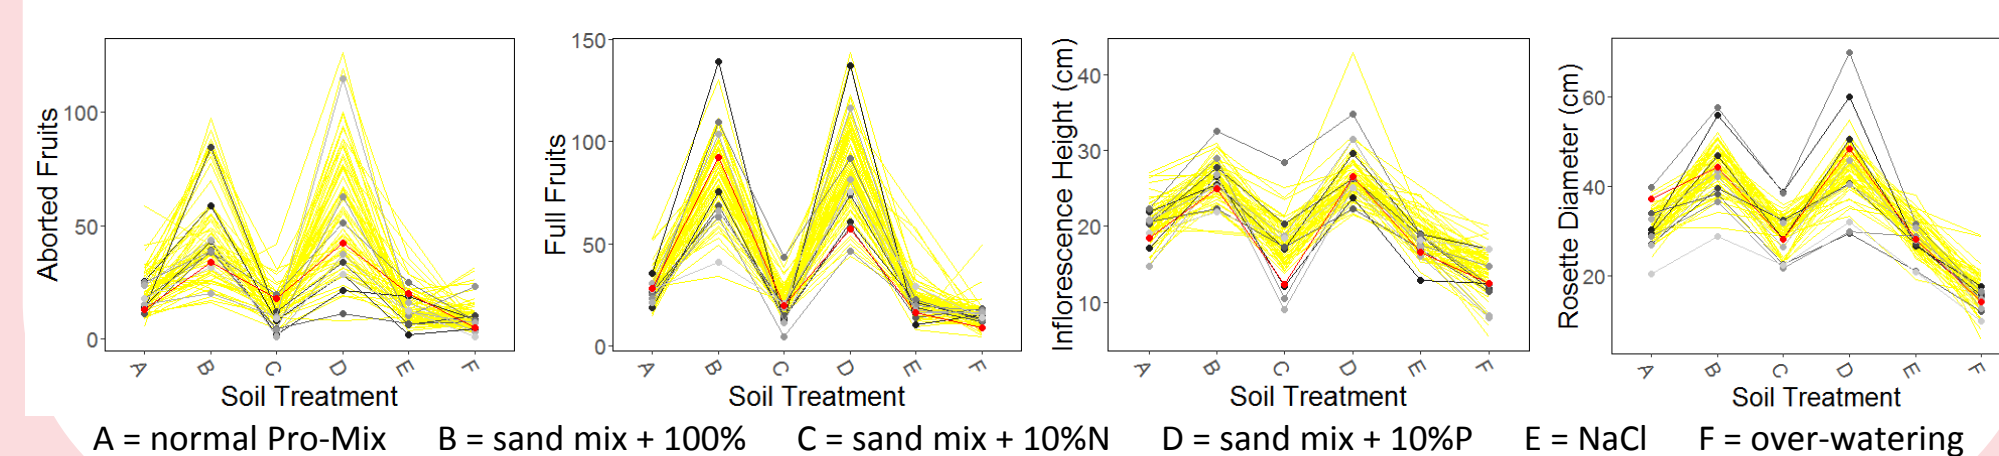 Aborted Fruits
100
50
0
A B C D E F
Soil Treatment
Full Fruits
150
100
50
0
A B C D E F
Soil Treatment
Inflorescence Height (cm)
40
30
20
10
A B C D E F
Soil Treatment
Rosette Diameter (cm)
60
40
20
A B C D E F
Soil Treatment
A = normal Pro-Mix B = sand mix + 100% C = sand mix + 10%N D = sand mix + 10%P E = NaCl F = over-watering